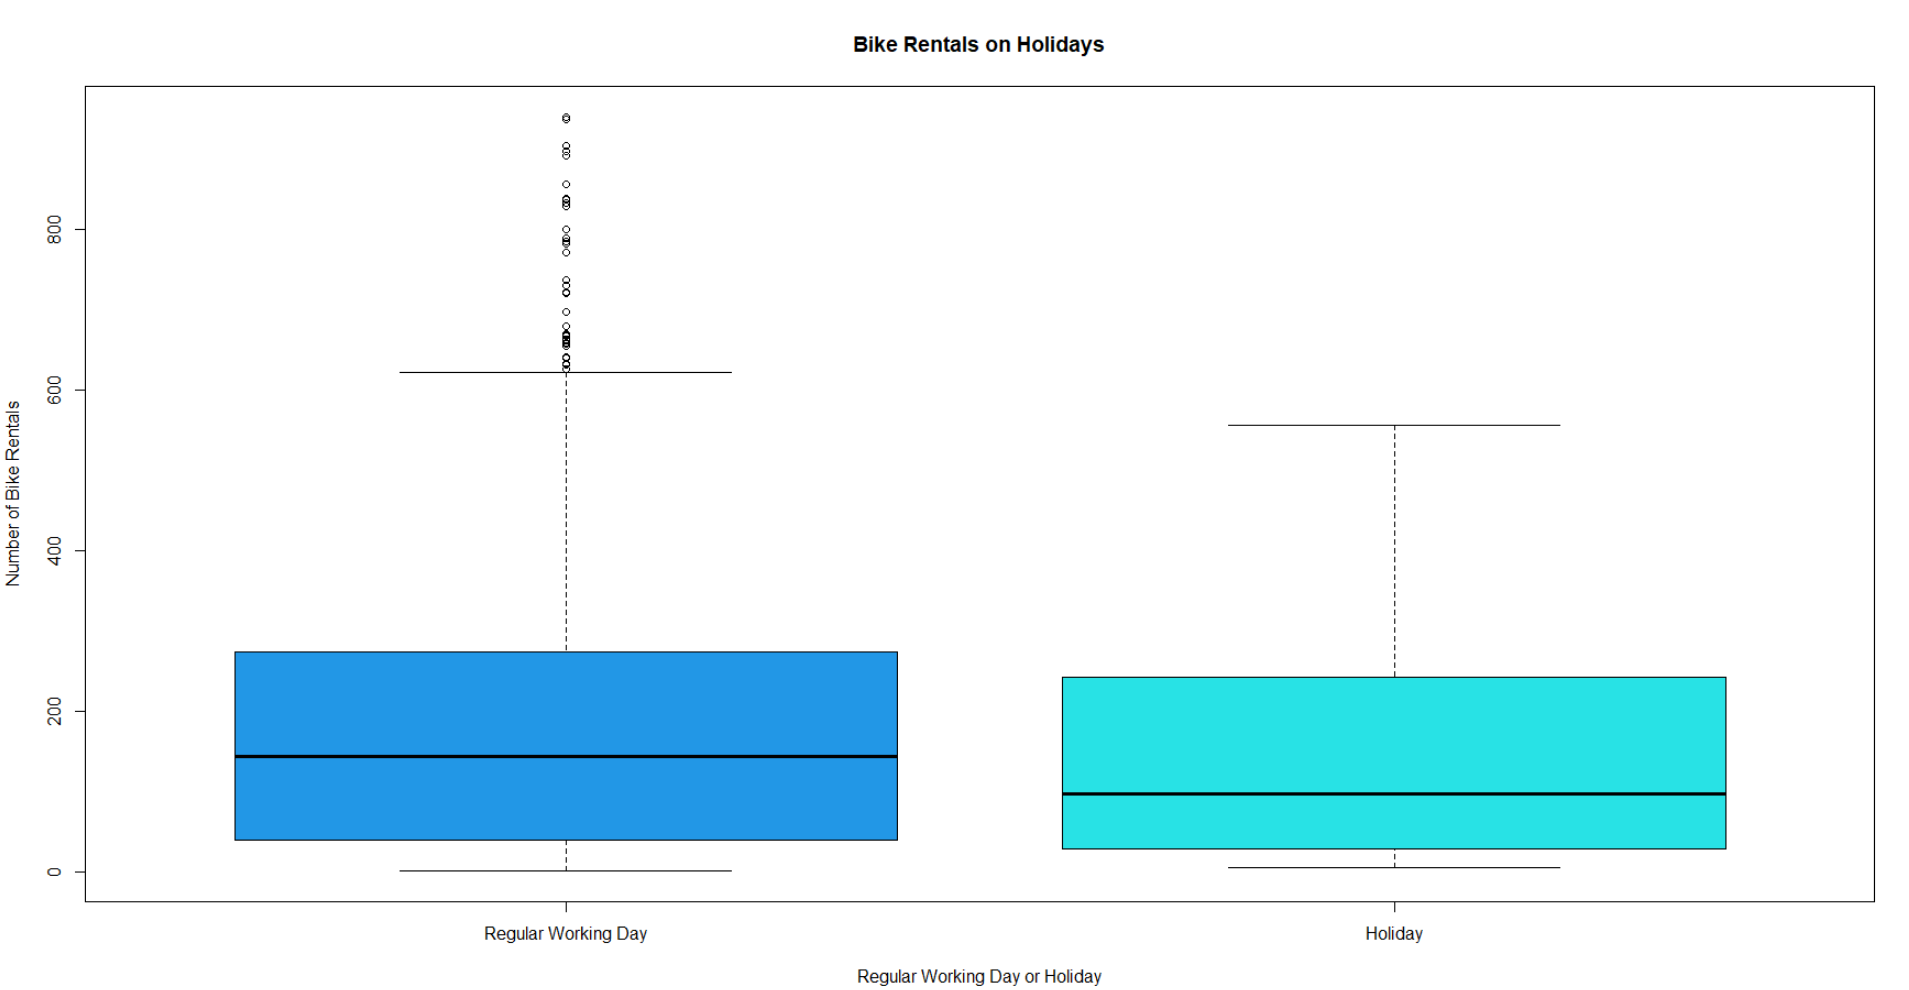 Bike Rentals on Holidays
Number of Bike Rentals
800
600
400
200
0
Regular Working Day
Holiday
Regular Working Day or Holiday